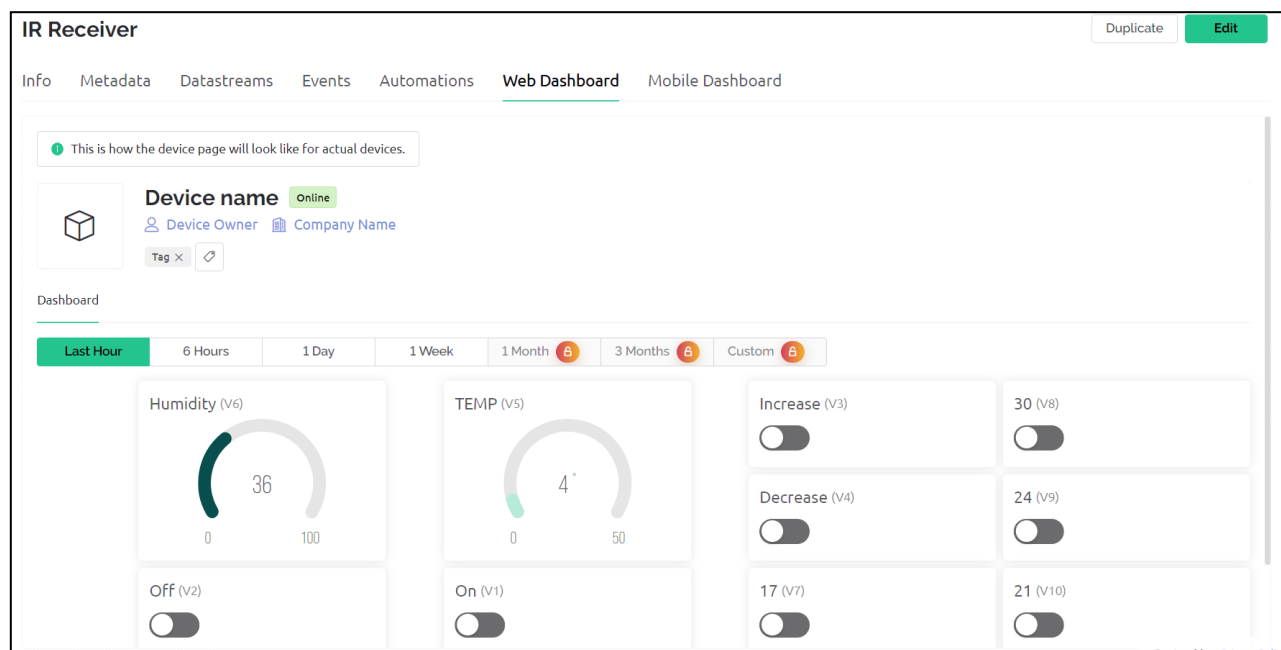 IR Receiver
Duplicate
Edit
Info Metadata Datastreams Events Automations Web Dashboard Mobile Dashboard
This is how the device page will look like for actual devices.
Device name Online
Device Owner Company Name
Tag ×
Dashboard
Last Hour 6 Hours 1 Day 1 Week 1 Month 3 Months Custom
Humidity (V6)
36
0 100
TEMP (V5)
4°
0 50
Increase (V3)
30 (V8)
Decrease (V4)
24 (V9)
Off (V2)
On (V1)
17 (V7)
21 (V10)